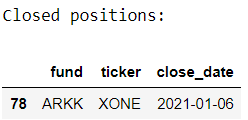 Closed positions:
fund ticker close_date
78 ARKK XONE 2021-01-06